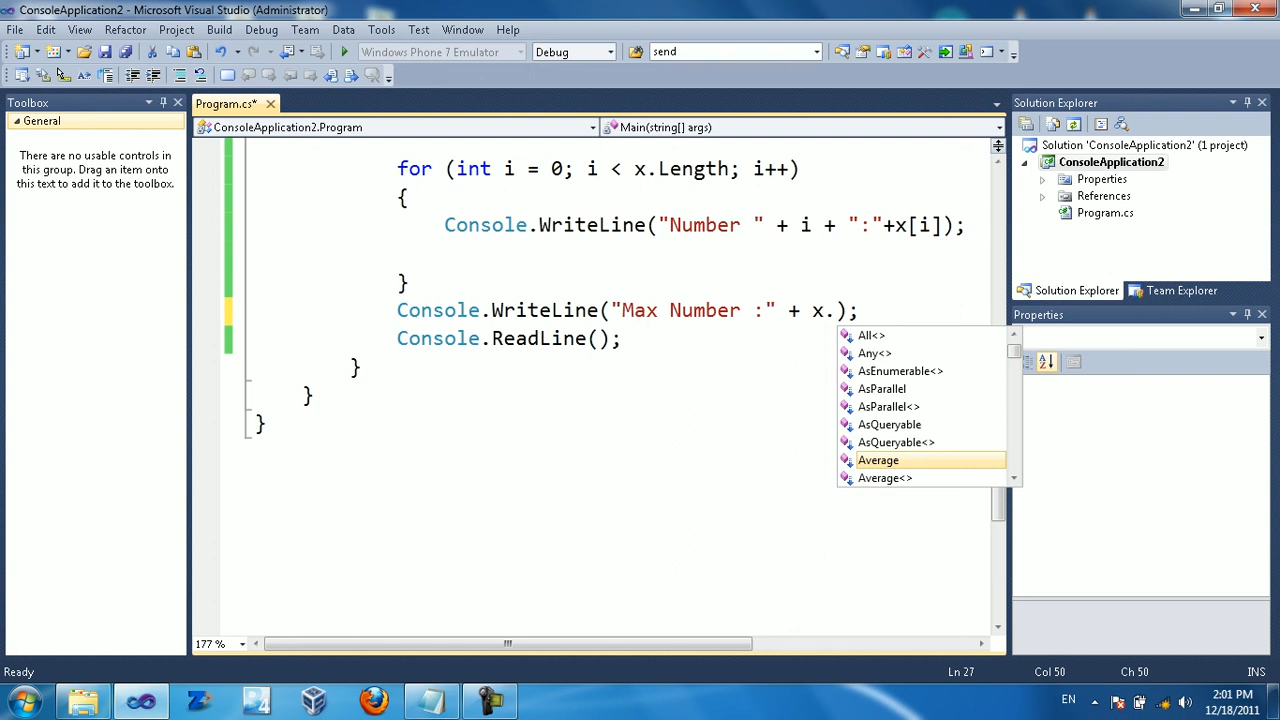 ConsoleApplication2 - Microsoft Visual Studio (Administrator)
File Edit View Refactor Project Build Debug Team Data Tools Test Window Help
Windows Phone 7 Emulator Debug send
Toolbox
General
There are no usable controls in
this group. Drag an item onto
this text to add it to the toolbox.
Program.cs*
ConsoleApplication2.Program Main(string[] args)
for (int i = 0; i < x.Length; i++)
{
Console.WriteLine("Number " + i + ":"+x[i]);
}
Console.WriteLine("Max Number :" + x.);
Console.ReadLine();
}
}
}
All<>
Any<>
AsEnumerable<>
AsParallel
AsParallel<>
AsQueryable
AsQueryable<>
Average
Average<>
177 %
Solution Explorer
Solution 'ConsoleApplication2' (1 project)
ConsoleApplication2
Properties
References
Program.cs
Solution Explorer Team Explorer
Properties
Ready Ln 27 Col 50 Ch 50 INS
EN 2:01 PM
12/18/2011